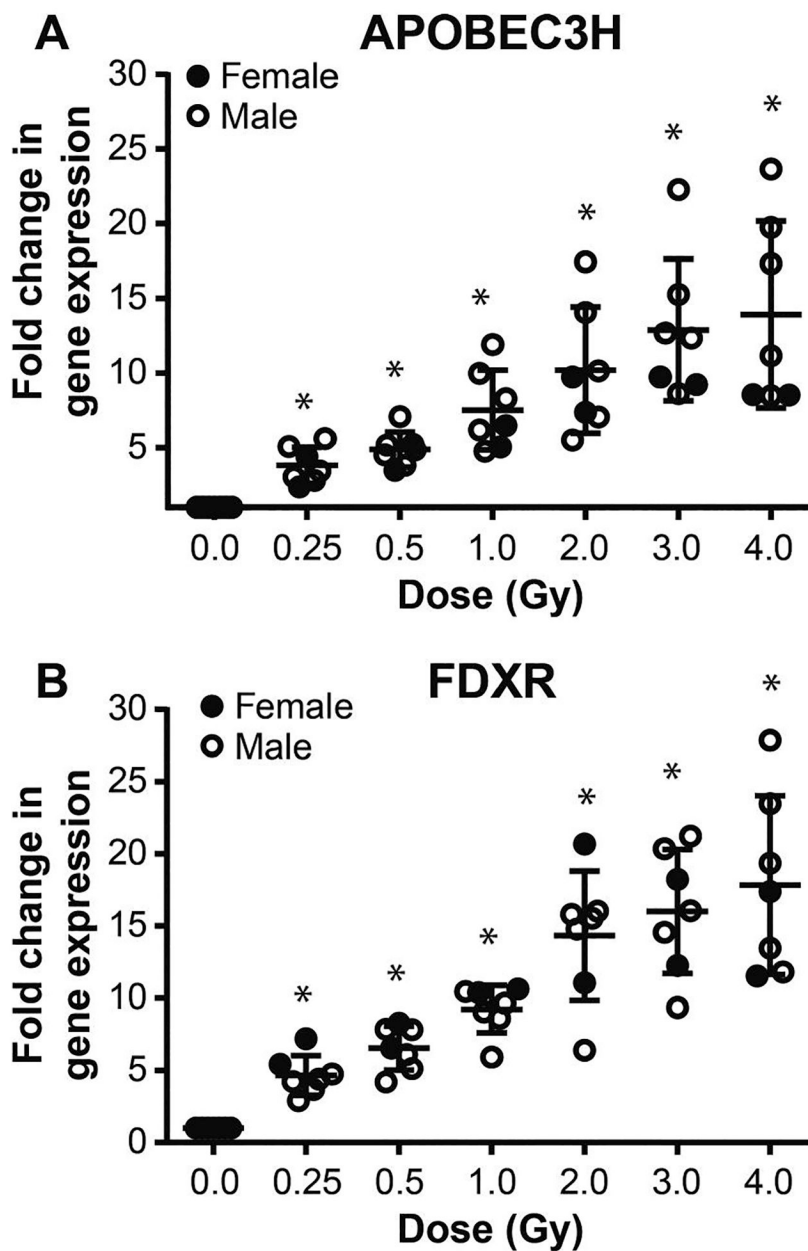 A APOBEC3H
Female
Male
Fold change in
gene expression
30
25
20
15
10
5
* * * * * *
0.0 0.25 0.5 1.0 2.0 3.0 4.0
Dose (Gy)
B FDXR
Female
Male
Fold change in
gene expression
30
25
20
15
10
5
0
* * * * * *
0.0 0.25 0.5 1.0 2.0 3.0 4.0
Dose (Gy)